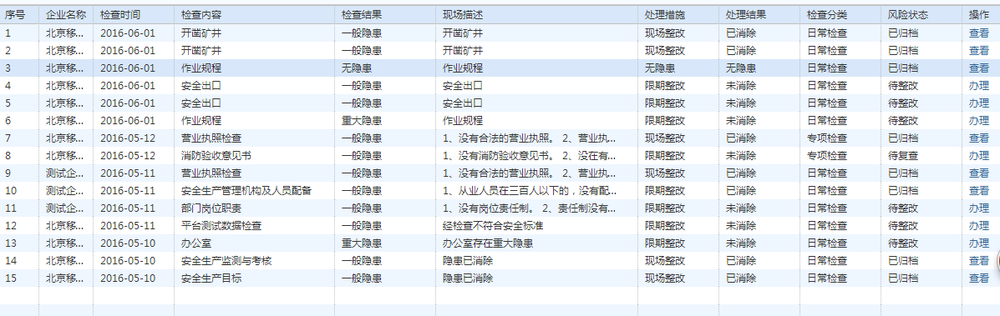 序号 企业名称 检查时间 检查内容 检查结果 现场描述 处理措施 处理结果 检查分类 风险状态 操作
1 北京移... 2016-06-01 开凿矿井 一般隐患 开凿矿井 现场整改 已消除 日常检查 已归档 查看
2 北京移... 2016-06-01 开凿矿井 一般隐患 开凿矿井 现场整改 已消除 日常检查 已归档 查看
3 北京移... 2016-06-01 作业规程 无隐患 作业规程 无隐患 无隐患 日常检查 已归档 查看
4 北京移... 2016-06-01 安全出口 一般隐患 安全出口 限期整改 未消除 日常检查 待整改 办理
5 北京移... 2016-06-01 安全出口 一般隐患 安全出口 限期整改 未消除 日常检查 待整改 办理
6 北京移... 2016-06-01 作业规程 重大隐患 作业规程 限期整改 未消除 日常检查 待整改 办理
7 北京移... 2016-05-12 营业执照检查 一般隐患 1、没有合法的营业执照。 2、营业执... 现场整改 已消除 专项检查 已归档 查看
8 北京移... 2016-05-12 消防验收意见书 一般隐患 1、没有消防验收意见书。 2、没在有... 限期整改 未消除 专项检查 待复查 办理
9 测试企... 2016-05-11 营业执照检查 一般隐患 1、没有合法的营业执照。 2、营业执... 现场整改 已消除 日常检查 已归档 查看
10 测试企... 2016-05-11 安全生产管理机构及人员配备 一般隐患 1、从业人员在三百人以下的，没有配... 现场整改 已消除 日常检查 已归档 查看
11 测试企... 2016-05-11 部门岗位职责 一般隐患 1、没有岗位责任制。 2、责任制没有... 限期整改 未消除 日常检查 待整改 办理
12 北京移... 2016-05-11 平台测试数据检查 一般隐患 经检查不符合安全标准 限期整改 未消除 日常检查 待整改 办理
13 北京移... 2016-05-10 办公室 重大隐患 办公室存在重大隐患 限期整改 未消除 日常检查 待整改 办理
14 北京移... 2016-05-10 安全生产监测与考核 一般隐患 隐患已消除 现场整改 已消除 日常检查 已归档 查看
15 北京移... 2016-05-10 安全生产目标 一般隐患 隐患已消除 现场整改 已消除 日常检查 已归档 查看